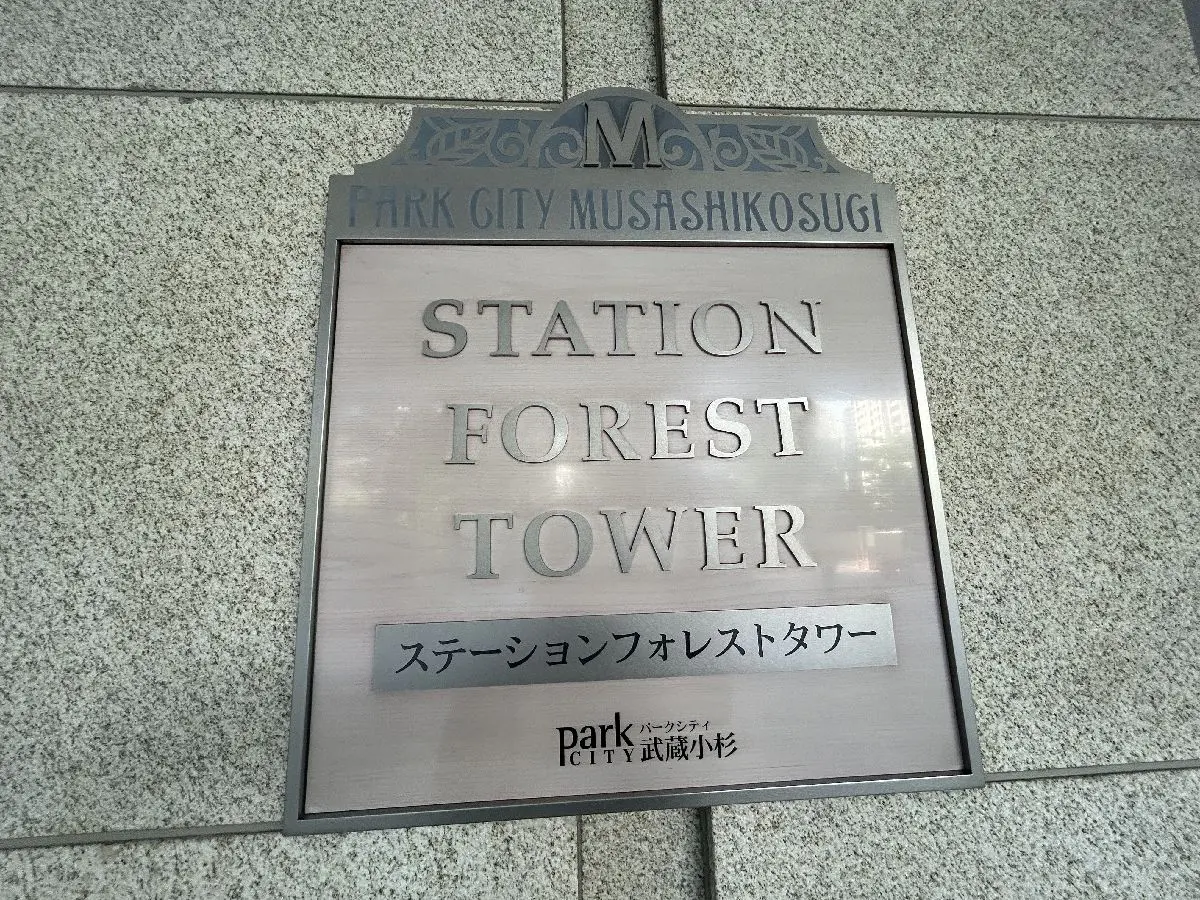 M
PARK CITY MUSASHIKOSUGI
STATION
FOREST
TOWER
ステーションフォレストタワー
park CITY パークシティ 武蔵小杉